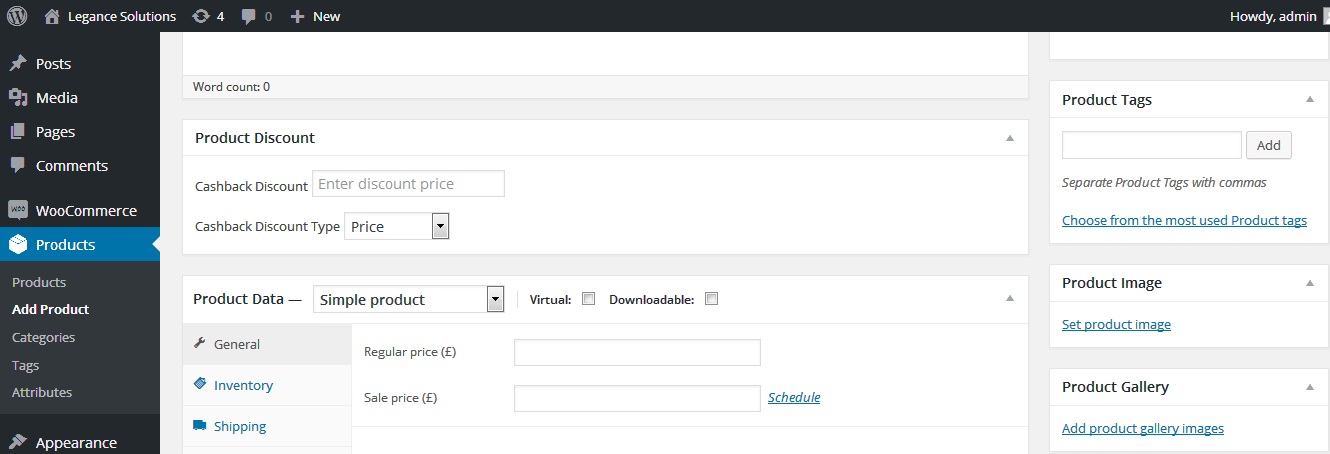 Legance Solutions 4 0 New Howdy, admin
Posts
Media
Pages
Comments
WOO WooCommerce
Products
Products
Add Product
Categories
Tags
Attributes
Appearance
Word count: 0
Product Discount
Cashback Discount Enter discount price
Cashback Discount Type Price
Product Data — Simple product Virtual: Downloadable:
General
Inventory
Shipping
Regular price (£)
Sale price (£) Schedule
Product Tags
Add
Separate Product Tags with commas
Choose from the most used Product tags
Product Image
Set product image
Product Gallery
Add product gallery images